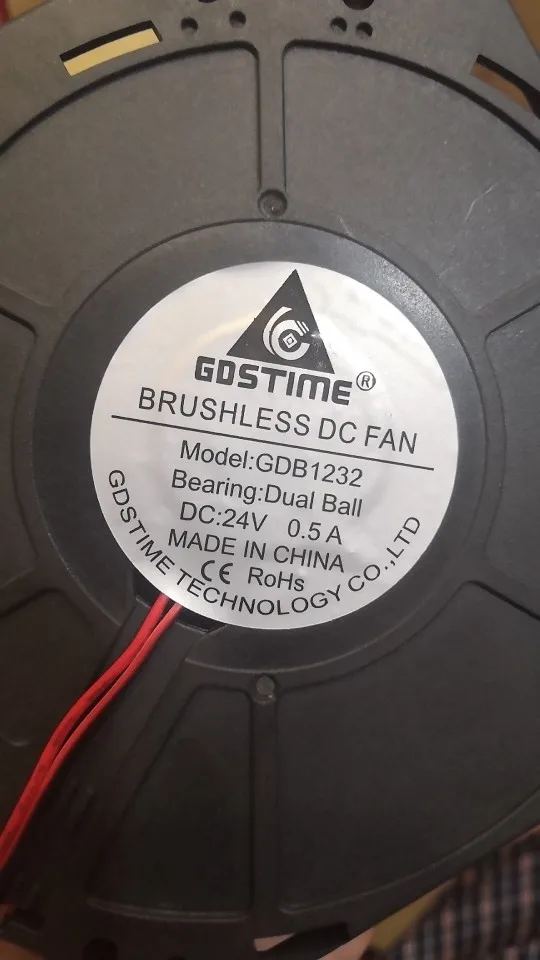 GDSTIME®
BRUSHLESS DC FAN
Model:GDB1232
Bearing:Dual Ball
DC:24V 0.5A
MADE IN CHINA
CE RoHs
GDSTIME TECHNOLOGY CO.,LTD